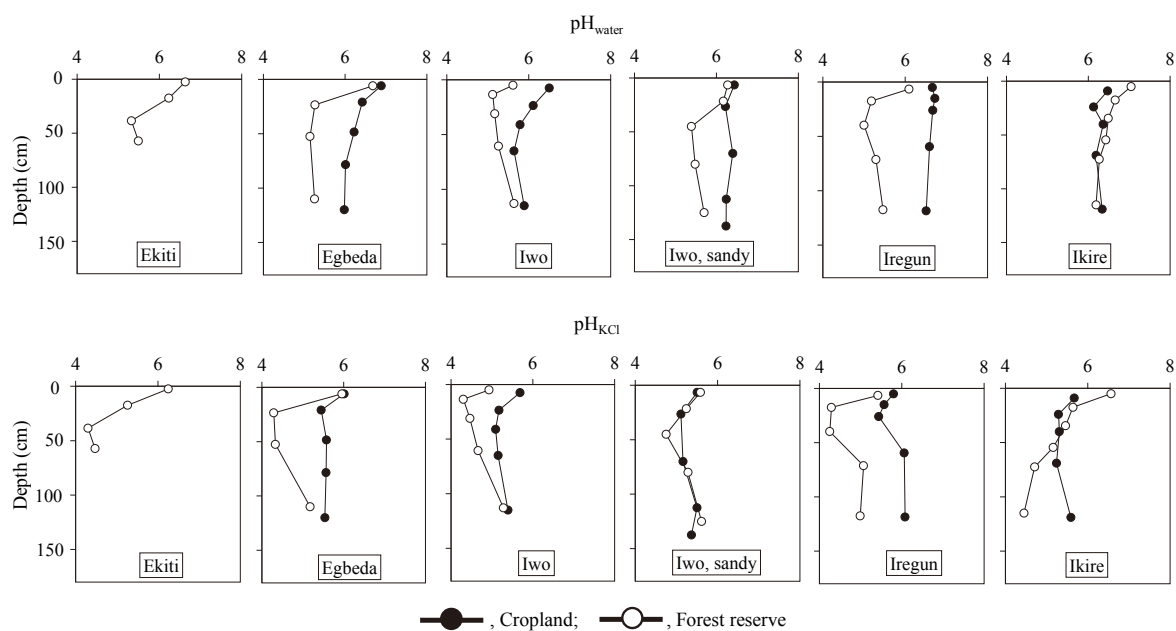 pHwater
4 6 8 4 6 8 4 6 8 4 6 8 4 6 8 4 6 8
0
50
100
150
Depth (cm)
Ekiti Egbeda Iwo Iwo, sandy Iregun Ikire
pHKCl
4 6 8 4 6 8 4 6 8 4 6 8 4 6 8 4 6 8
0
50
100
150
Depth (cm)
Ekiti Egbeda Iwo Iwo, sandy Iregun Ikire
, Cropland; , Forest reserve